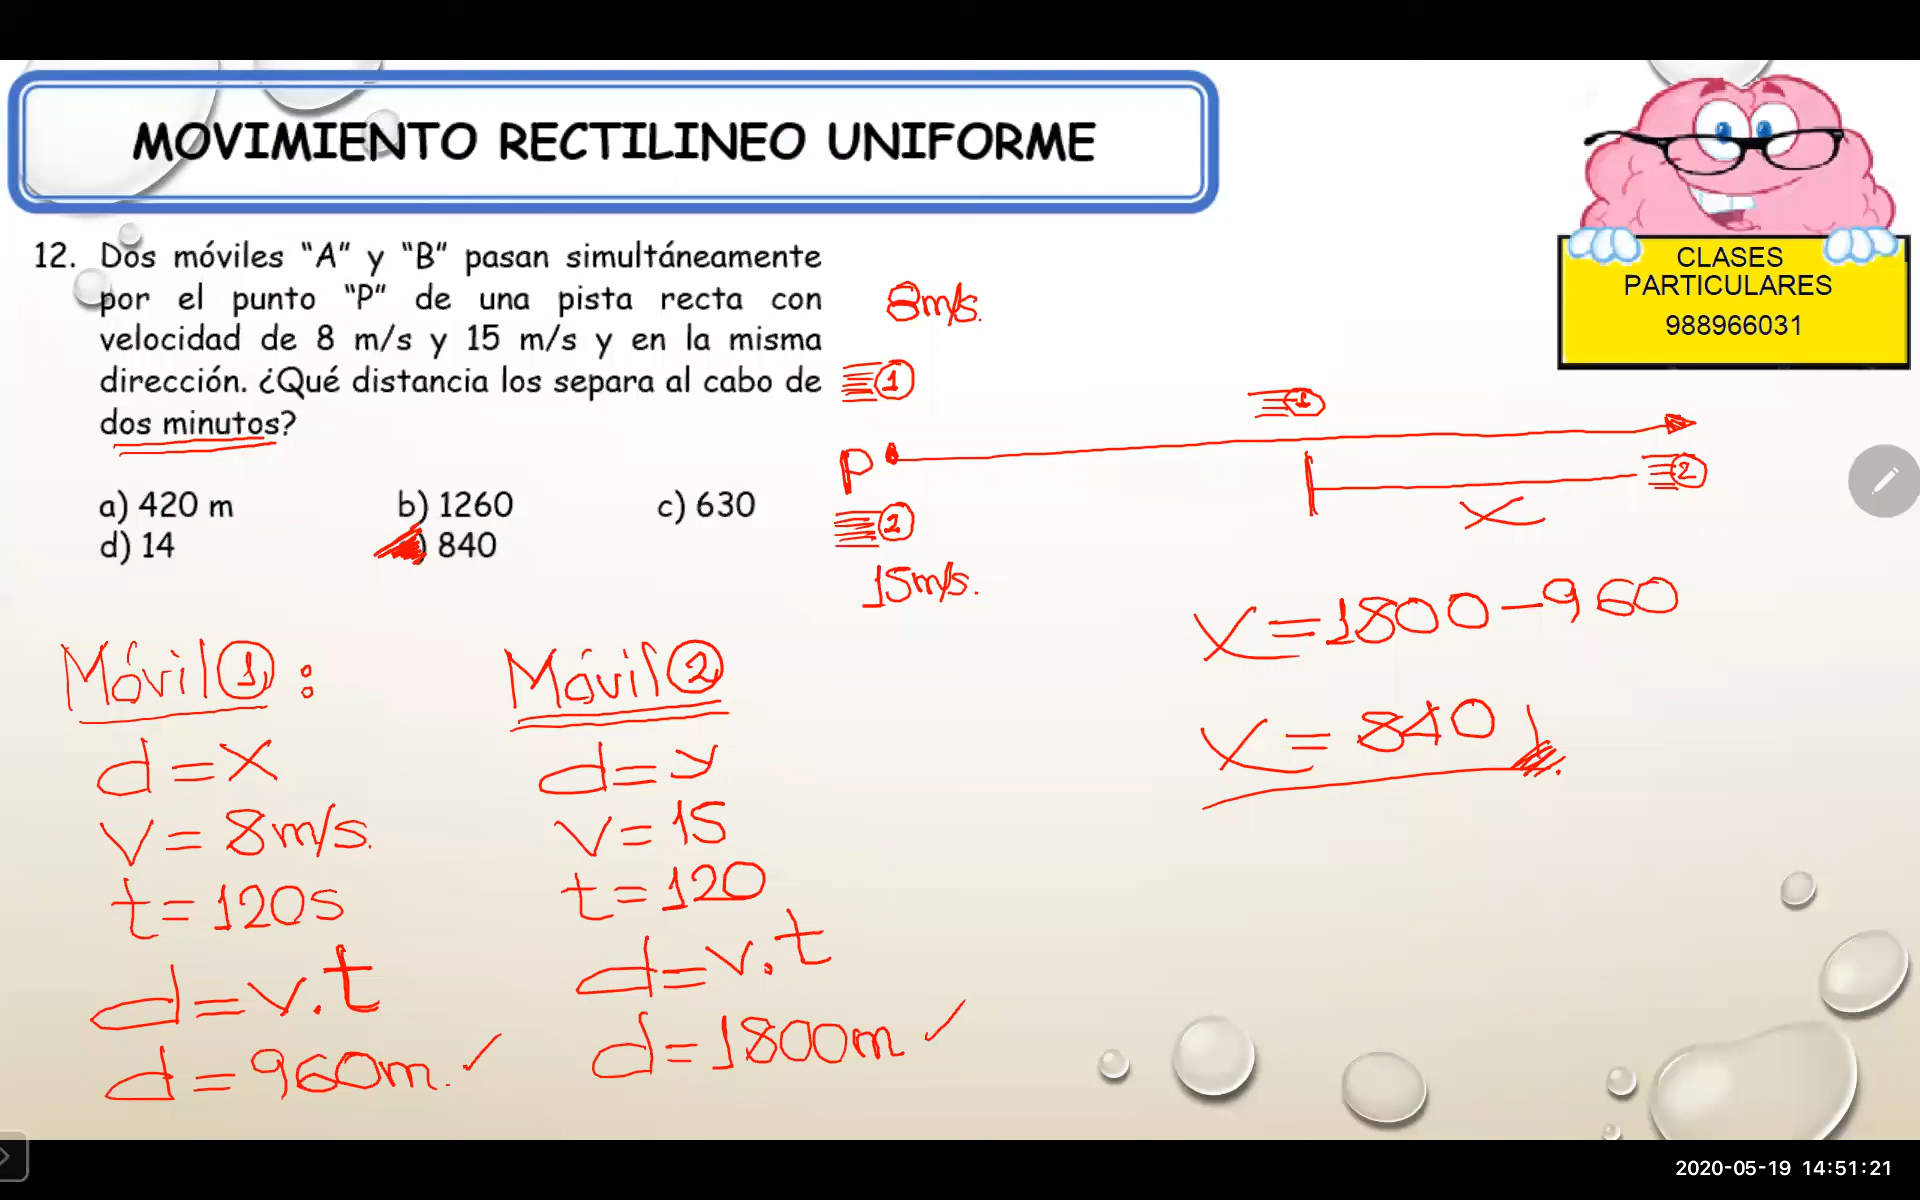 MOVIMIENTO RECTILINEO UNIFORME
CLASES
PARTICULARES
988966031
12. Dos móviles “A” y “B” pasan simultáneamente
por el punto “P” de una pista recta con
velocidad de 8 m/s y 15 m/s y en la misma
dirección. ¿Qué distancia los separa al cabo de
dos minutos?
a) 420 m b) 1260 c) 630
d) 14 ) 840
8m/s.
1
1
P
2
2
x
15m/s.
x=1800-960
x=840
Móvil 1:
d=x
v=8m/s.
t=120s
d=v.t
d=960m.
Móvil 2
d=y
v=15
t=120
d=v.t
d=1800m
2020-05-19 14:51:21